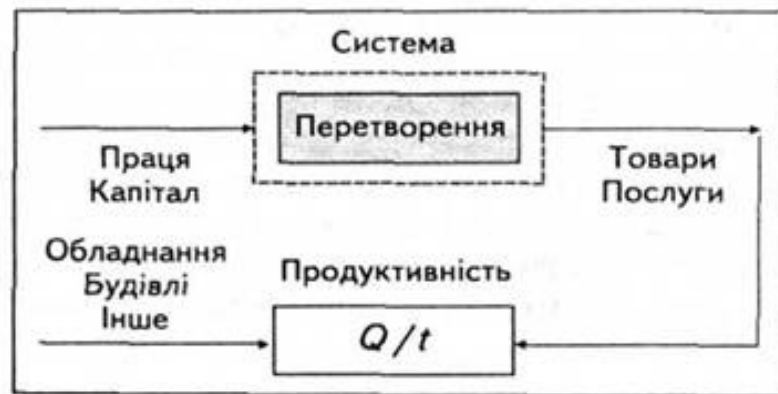 Система
Перетворення
Праця
Капітал
Товари
Послуги
Обладнання
Будівлі
Інше
Продуктивність
Q/t